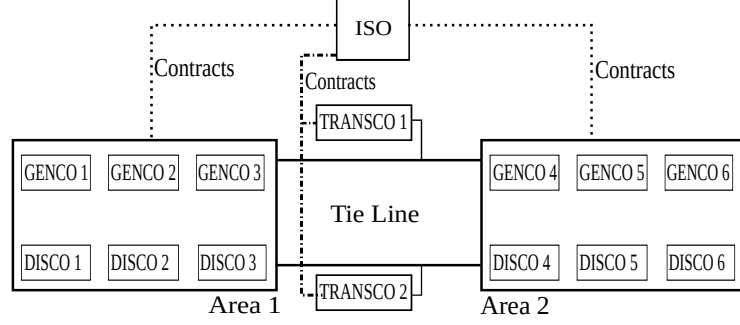 ISO
Contracts
Contracts
Contracts
TRANSCO 1
GENCO 1 GENCO 2 GENCO 3
GENCO 4 GENCO 5 GENCO 6
Tie Line
DISCO 1 DISCO 2 DISCO 3
DISCO 4 DISCO 5 DISCO 6
TRANSCO 2
Area 1
Area 2